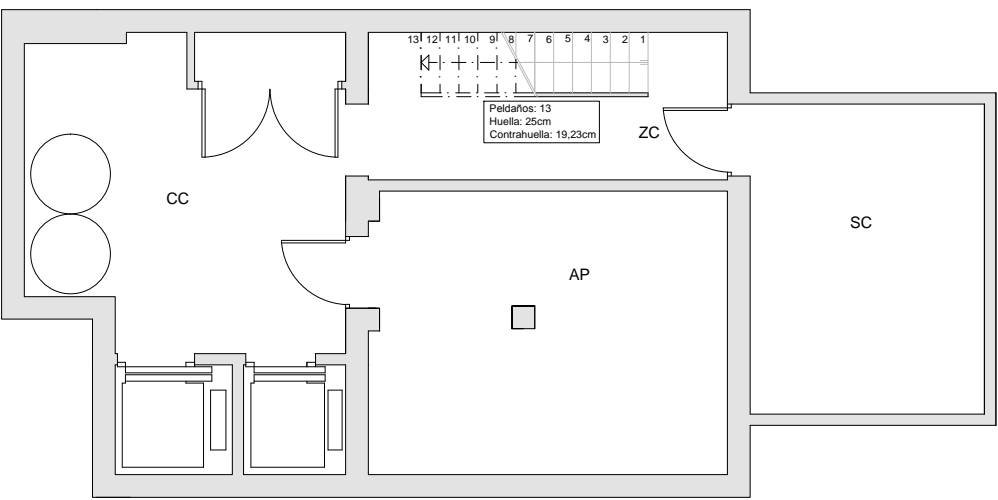 13 12 11 10 9 8 7 6 5 4 3 2 1
Peldaños: 13
Huella: 25cm
Contrahuella: 19,23cm
ZC
CC
SC
AP